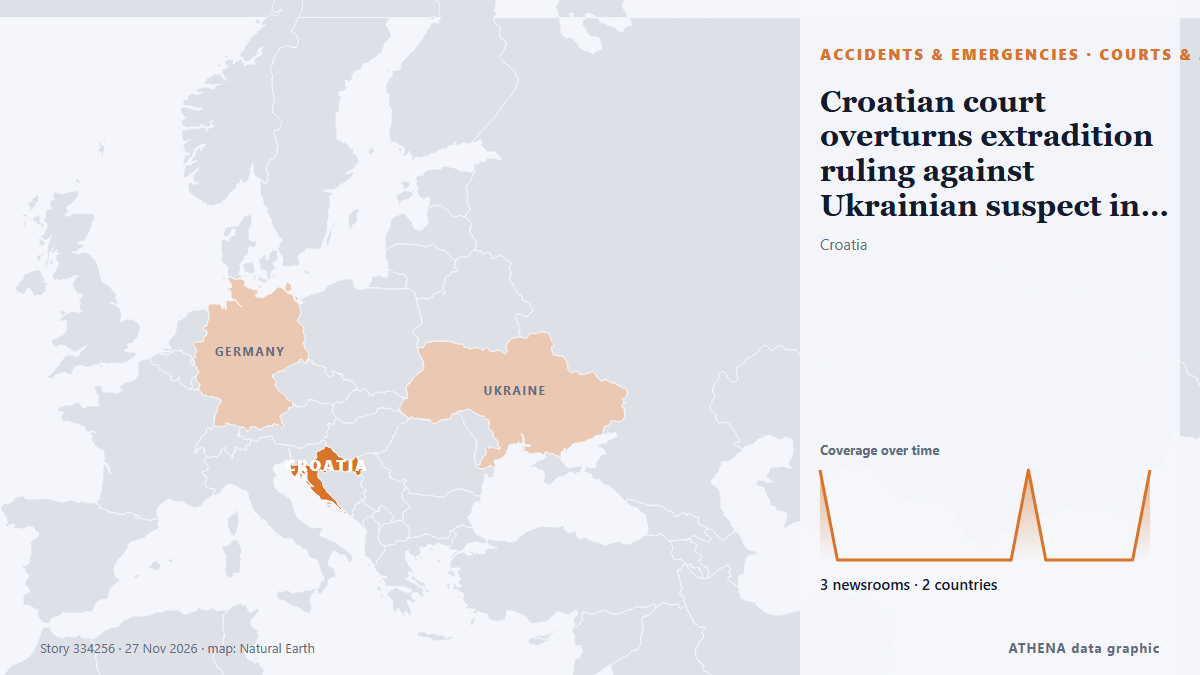 ACCIDENTS & EMERGENCIES · COURTS &
Croatian court
overturns extradition
ruling against
Ukrainian suspect in...
Croatia
GERMANY
UKRAINE
CROATIA
Coverage over time
3 newsrooms · 2 countries
Story 334256 · 27 Nov 2026 · map: Natural Earth
ATHENA data graphic